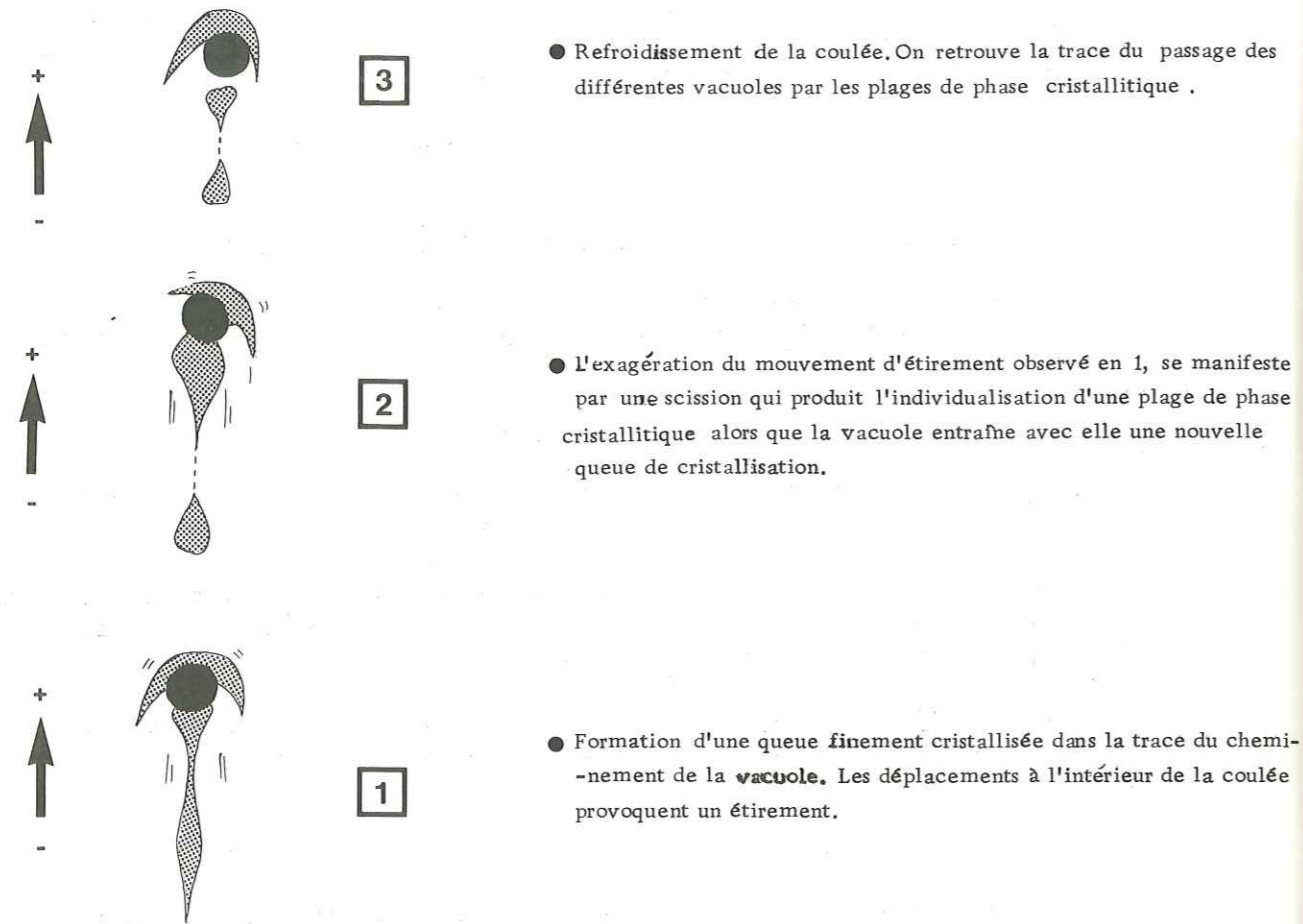 +
3
-
● Refroidissement de la coulée. On retrouve la trace du passage des
différentes vacuoles par les plages de phase cristallitique .
+
2
-
● L'exagération du mouvement d'étirement observé en 1, se manifeste
par une scission qui produit l'individualisation d'une plage de phase
cristallitique alors que la vacuole entraîne avec elle une nouvelle
queue de cristallisation.
+
1
-
● Formation d'une queue finement cristallisée dans la trace du chemi-
-nement de la vacuole. Les déplacements à l'intérieur de la coulée
provoquent un étirement.